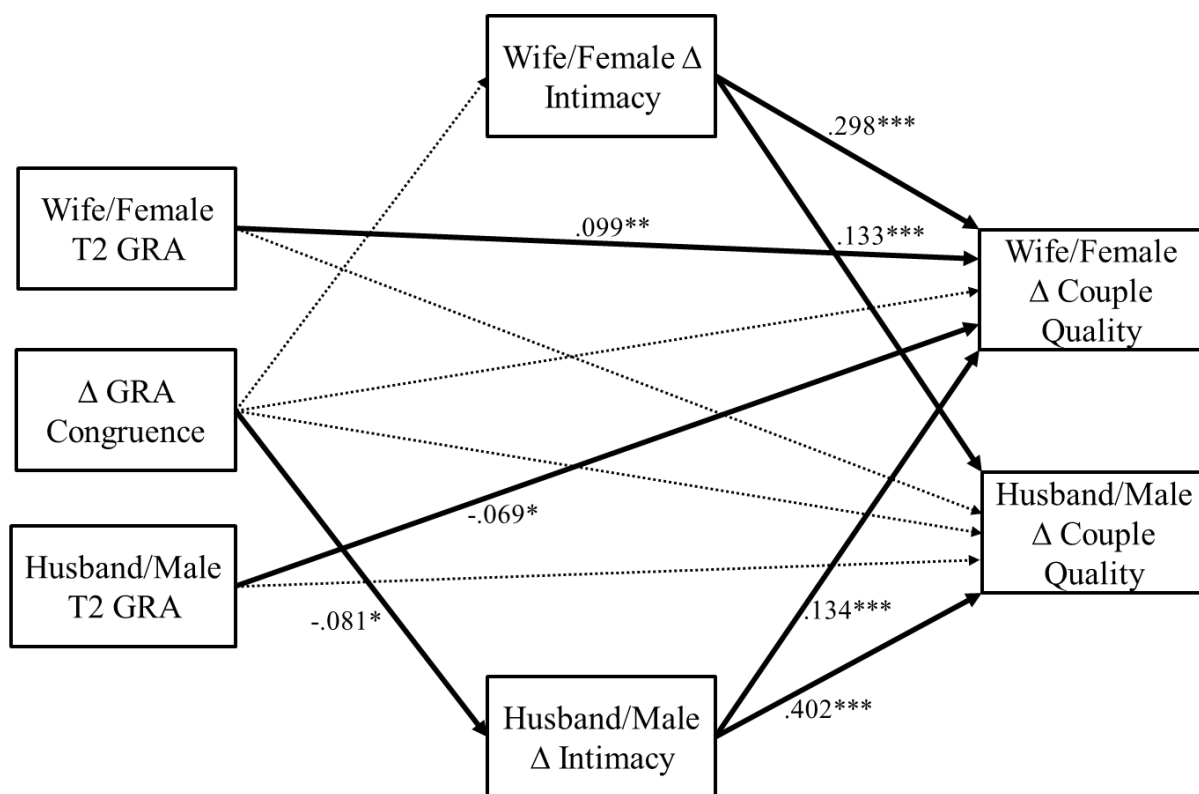 Wife/Female Δ
Intimacy
.298***
Wife/Female
T2 GRA
.099**
.133***
Wife/Female
Δ Couple
Quality
Δ GRA
Congruence
-.069*
Husband/Male
Δ Couple
Quality
Husband/Male
T2 GRA
-.081*
.134***
Husband/Male
Δ Intimacy
.402***